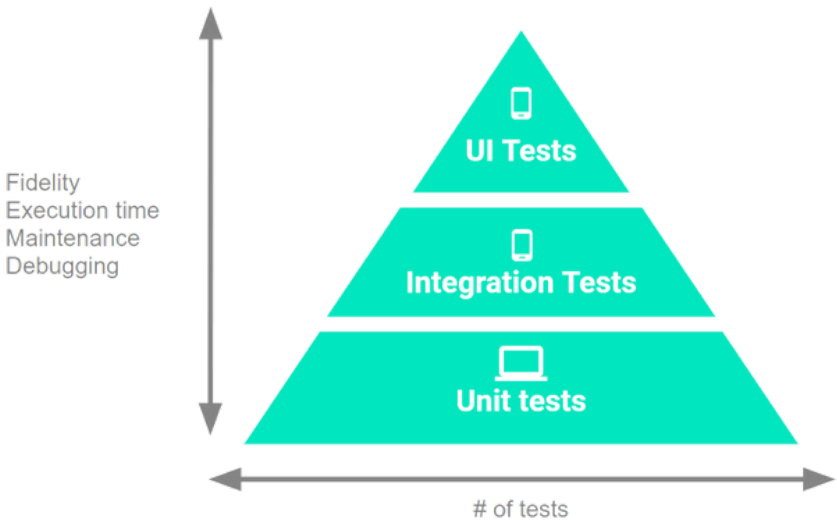 UI Tests
Fidelity
Execution time
Maintenance
Debugging
Integration Tests
Unit tests
# of tests